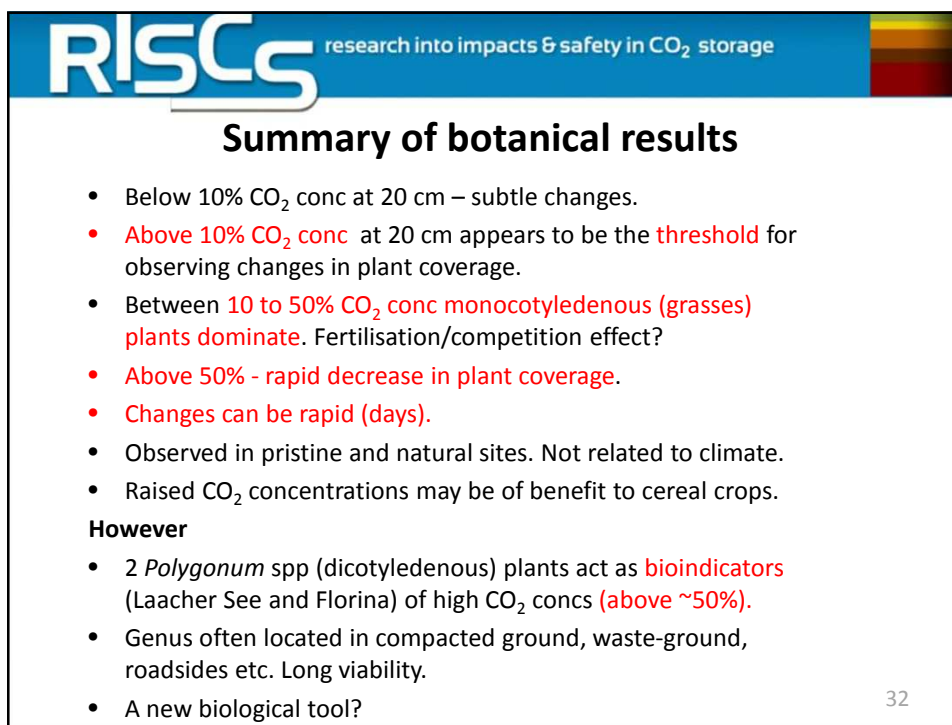 RISCS research into impacts & safety in CO₂ storage
Summary of botanical results
• Below 10% CO₂ conc at 20 cm – subtle changes.
• Above 10% CO₂ conc at 20 cm appears to be the threshold for
observing changes in plant coverage.
• Between 10 to 50% CO₂ conc monocotyledenous (grasses)
plants dominate. Fertilisation/competition effect?
• Above 50% - rapid decrease in plant coverage.
• Changes can be rapid (days).
• Observed in pristine and natural sites. Not related to climate.
• Raised CO₂ concentrations may be of benefit to cereal crops.
However
• 2 Polygonum spp (dicotyledenous) plants act as bioindicators
(Laacher See and Florina) of high CO₂ concs (above ~50%).
• Genus often located in compacted ground, waste-ground,
roadsides etc. Long viability.
• A new biological tool?
32